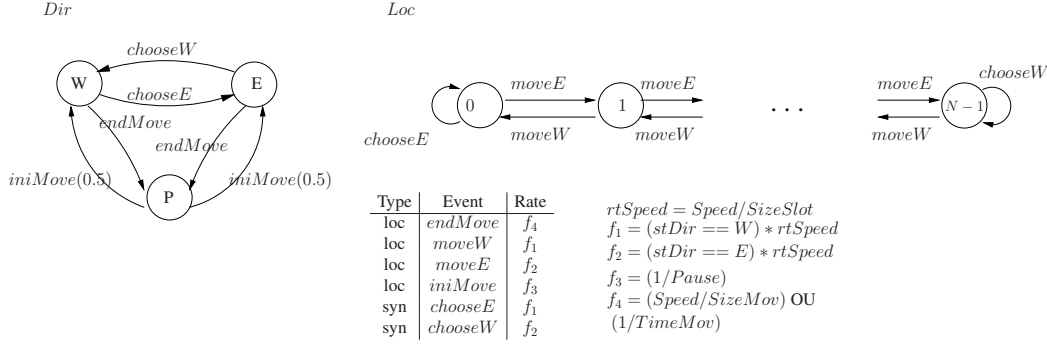 Dir
Loc
chooseW
W
E
chooseE
endMove
endMove
iniMove(0.5)
iniMove(0.5)
P
moveE
moveE
moveE
chooseW
0
1
...
N − 1
moveW
moveW
moveW
chooseE
Type Event Rate
loc endMove f4
loc moveW f1
loc moveE f2
loc iniMove f3
syn chooseE f1
syn chooseW f2
rtSpeed = Speed/SizeSlot
f1 = (stDir == W) * rtSpeed
f2 = (stDir == E) * rtSpeed
f3 = (1/Pause)
f4 = (Speed/SizeMov) OU
(1/TimeMov)